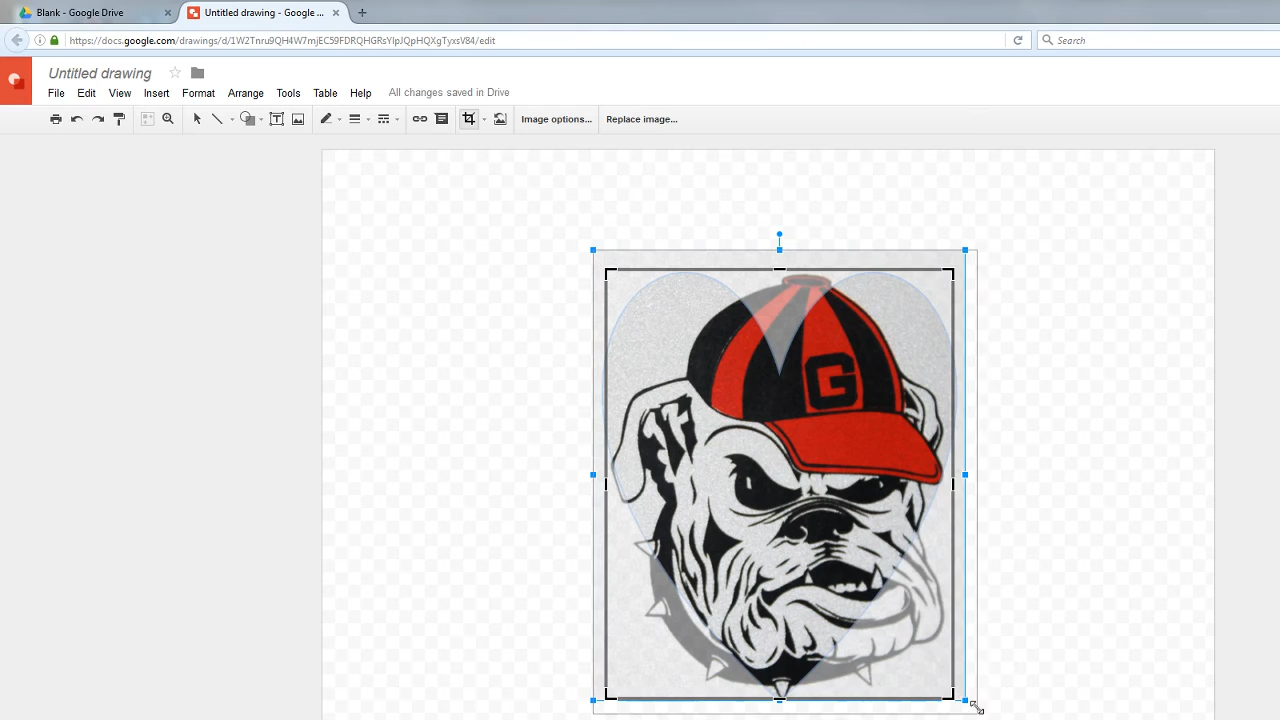 Blank - Google Drive
Untitled drawing - Google ...
https://docs.google.com/drawings/d/1W2Tnru9QH4W7mjEC59FDRQHGRsYlpJQpHQXgTyxsV84/edit
Search
Untitled drawing
File Edit View Insert Format Arrange Tools Table Help All changes saved in Drive
Image options... Replace image...
G